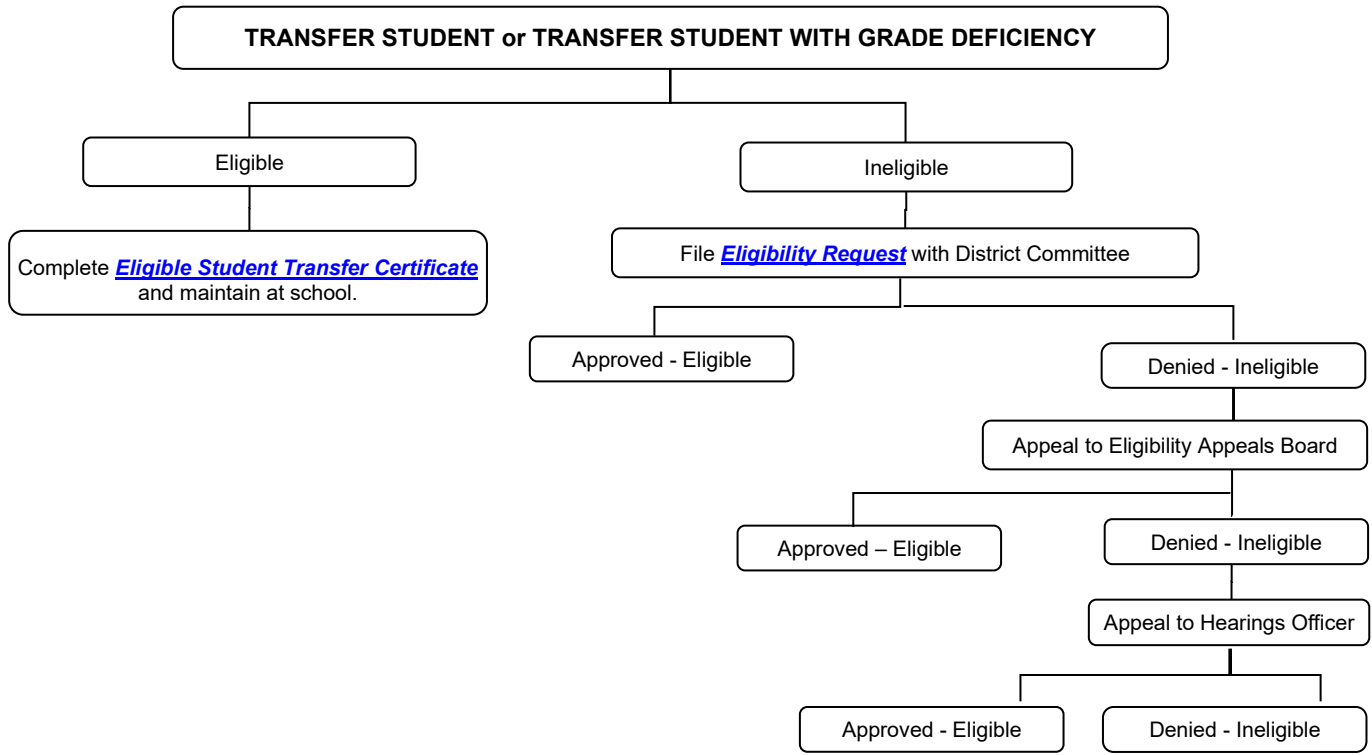 TRANSFER STUDENT or TRANSFER STUDENT WITH GRADE DEFICIENCY
Eligible
Ineligible
Complete Eligible Student Transfer Certificate
and maintain at school.
File Eligibility Request with District Committee
Approved - Eligible
Denied - Ineligible
Appeal to Eligibility Appeals Board
Approved – Eligible
Denied - Ineligible
Appeal to Hearings Officer
Approved - Eligible
Denied - Ineligible